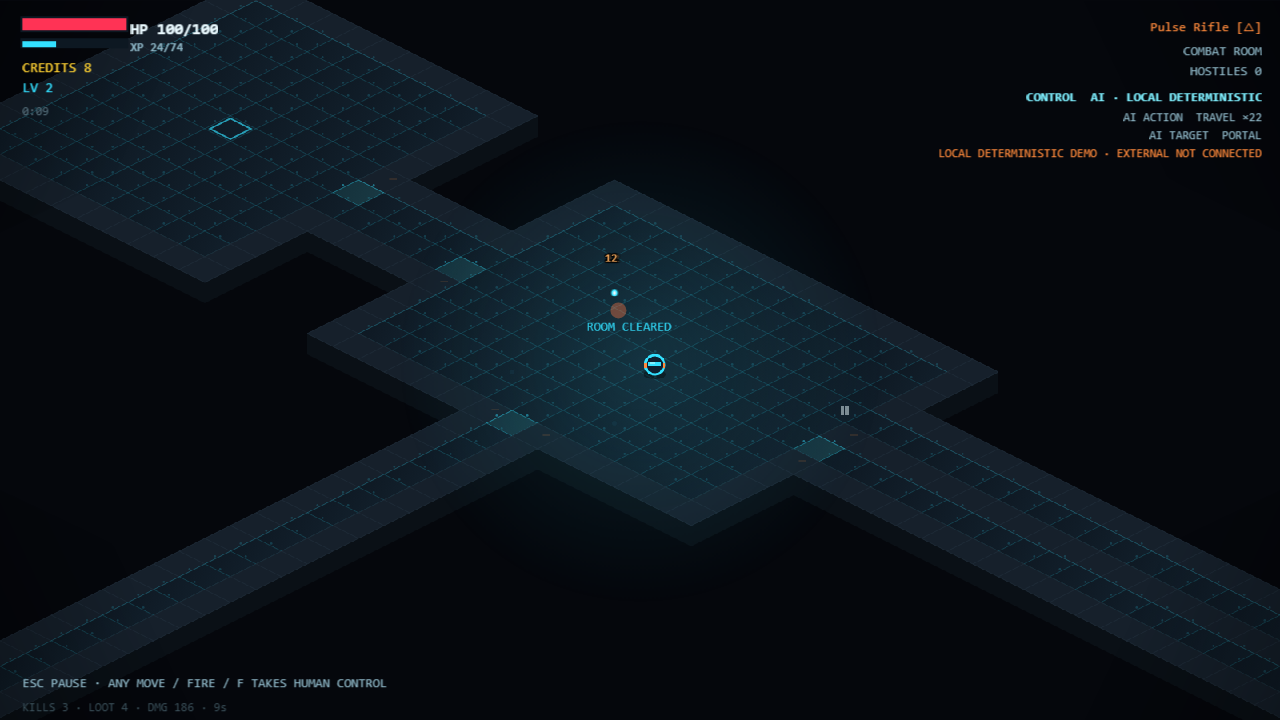 HP 100/100
XP 24/74
CREDITS 8
LV 2
0:09
Pulse Rifle [△]
COMBAT ROOM
HOSTILES 0
CONTROL AI · LOCAL DETERMINISTIC
AI ACTION TRAVEL ×22
AI TARGET PORTAL
LOCAL DETERMINISTIC DEMO · EXTERNAL NOT CONNECTED
12
ROOM CLEARED
ESC PAUSE · ANY MOVE / FIRE / F TAKES HUMAN CONTROL
KILLS 3 · LOOT 4 · DMG 186 · 9s